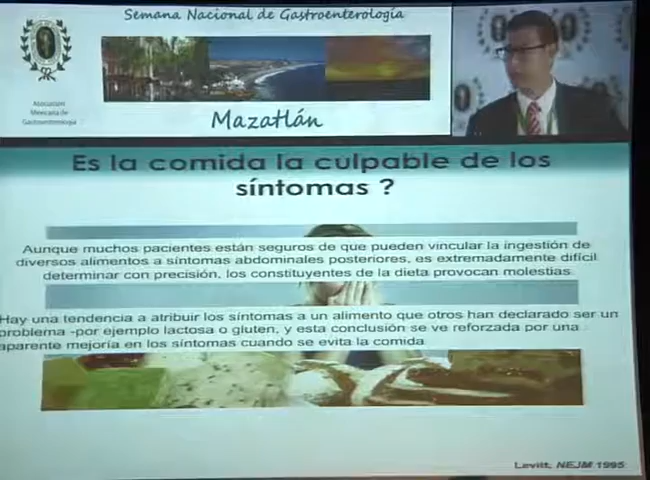 Semana Nacional de Gastroenterología
Asociación
Mexicana de
Gastroenterología
Mazatlán
Es la comida la culpable de los
síntomas ?
Aunque muchos pacientes están seguros de que pueden vincular la ingestión de
diversos alimentos a síntomas abdominales posteriores, es extremadamente difícil
determinar con precisión, los constituyentes de la dieta provocan molestias.
Hay una tendencia a atribuir los síntomas a un alimento que otros han declarado ser un
problema -por ejemplo lactosa o gluten, y esta conclusión se ve reforzada por una
aparente mejoría en los síntomas cuando se evita la comida
Levitt, NEJM 1995